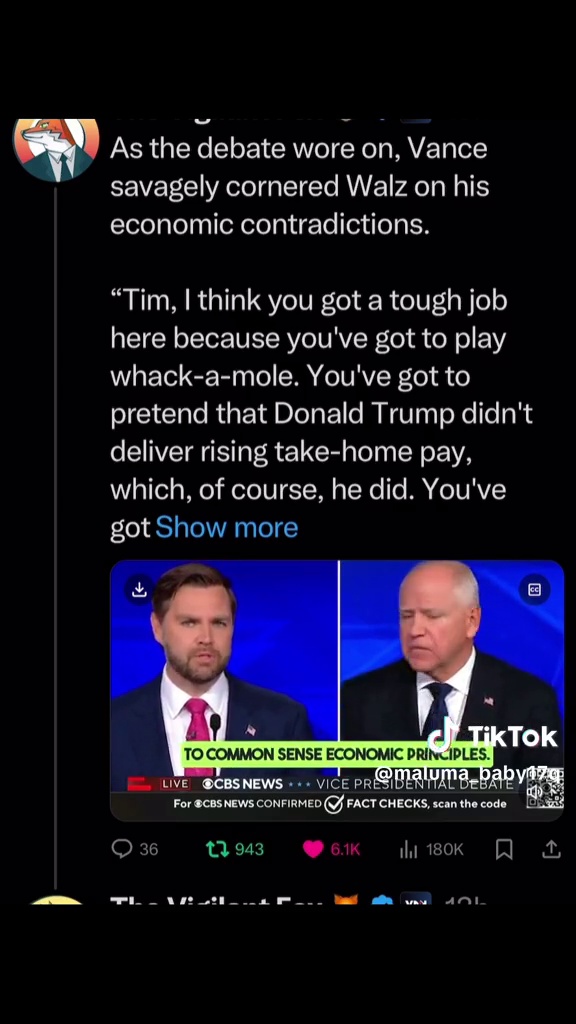 As the debate wore on, Vance
savagely cornered Walz on his
economic contradictions.
“Tim, I think you got a tough job
here because you've got to play
whack-a-mole. You've got to
pretend that Donald Trump didn't
deliver rising take-home pay,
which, of course, he did. You've
got Show more
CC
TO COMMON SENSE ECONOMIC PRINCIPLES.
TikTok
@maluma_baby17q
LIVE CBS NEWS VICE PRESIDENTIAL DEBATE
For CBS NEWS CONFIRMED FACT CHECKS, scan the code
36 943 6.1K 180K
The Vigilant Fox 12h